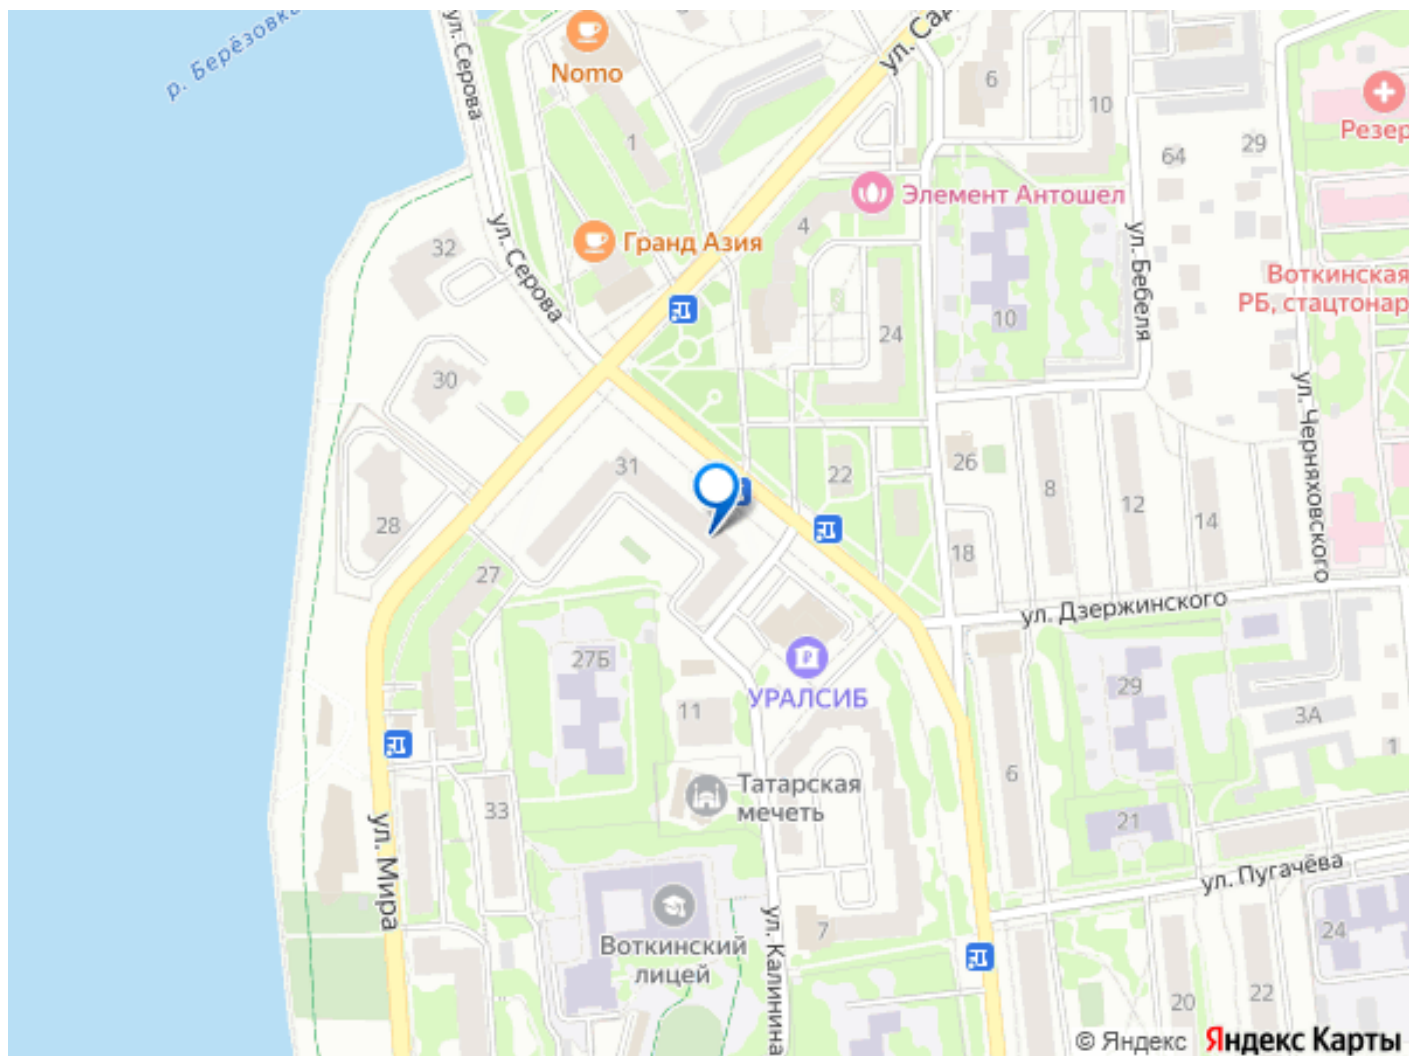 р. Берёзовка
ул. Серова
Nomo
ул. Сад
6
10
Резер
1
64
29
Элемент Антошел
4
ул. Серова
Гранд Азия
32
ул. Бебеля
Воткинская
РБ, стацтонар
10
24
30
ул. Черняховского
31
22
26
8
12
14
28
18
27
ул. Дзержинского
27Б
29
УРАЛСИБ
11
3А
1
6
Татарская
мечеть
33
21
ул. Мира
ул. Пугачёва
Воткинский
лицей
ул. Калинина
7
24
20
22
© Яндекс Яндекс Карты